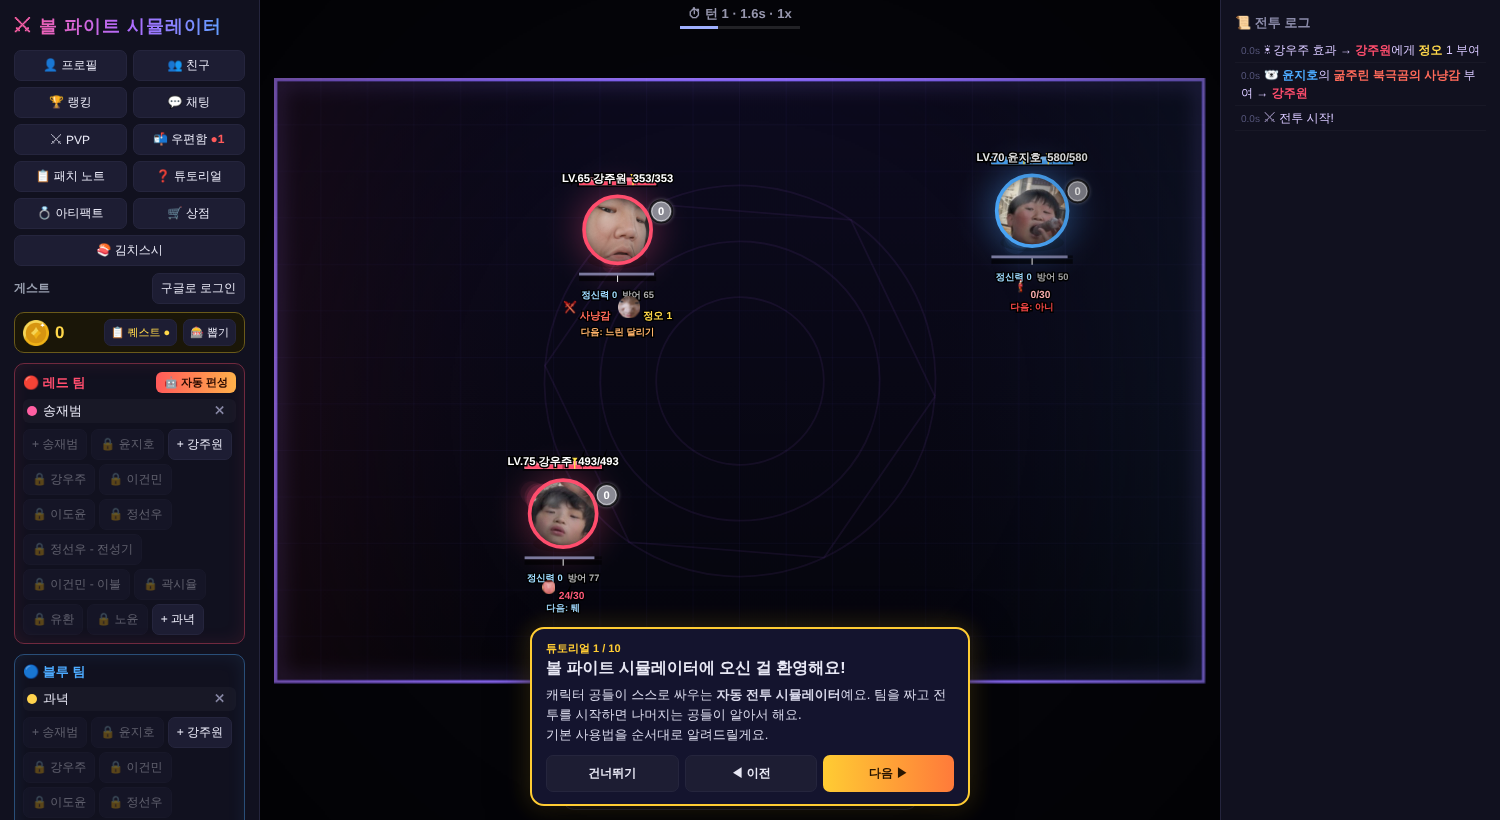 ⚔ 볼 파이트 시뮬레이터
👤 프로필
👥 친구
🏆 랭킹
💬 채팅
⚔ PVP
📬 우편함 ●1
📋 패치 노트
❓ 튜토리얼
💍 아티팩트
🛒 상점
🍣 김치스시
게스트
구글로 로그인
0
📋 퀘스트 ●
🎰 뽑기
🔴 레드 팀
🤖 자동 편성
송재범 ✕
+ 송재범
🔒 윤지호
+ 강주원
🔒 강우주
🔒 이건민
🔒 이도윤
🔒 정선우
🔒 정선우 - 전성기
🔒 이건민 - 이불
🔒 곽시율
🔒 유환
🔒 노윤
+ 과녁
🔵 블루 팀
과녁 ✕
+ 송재범
🔒 윤지호
+ 강주원
🔒 강우주
🔒 이건민
🔒 이도윤
🔒 정선우
⏱ 턴 1 · 1.6s · 1x
LV.65 강주원 353/353
0
정신력 0 방어 65
사냥감
정오 1
다음: 느린 달리기
LV.70 윤지호 580/580
0
정신력 0 방어 50
0/30
다음: 아니
LV.75 강우주 493/493
0
정신력 0 방어 77
24/30
다음: 퉤
튜토리얼 1 / 10
볼 파이트 시뮬레이터에 오신 걸 환영해요!
캐릭터 공들이 스스로 싸우는 자동 전투 시뮬레이터예요. 팀을 짜고 전
투를 시작하면 나머지는 공들이 알아서 해요.
기본 사용법을 순서대로 알려드릴게요.
건너뛰기
◀ 이전
다음 ▶
📜 전투 로그
0.0s 강우주 효과 → 강주원에게 정오 1 부여
0.0s 🐻‍❄️ 윤지호의 굶주린 북극곰의 사냥감 부
여 → 강주원
0.0s ⚔ 전투 시작!